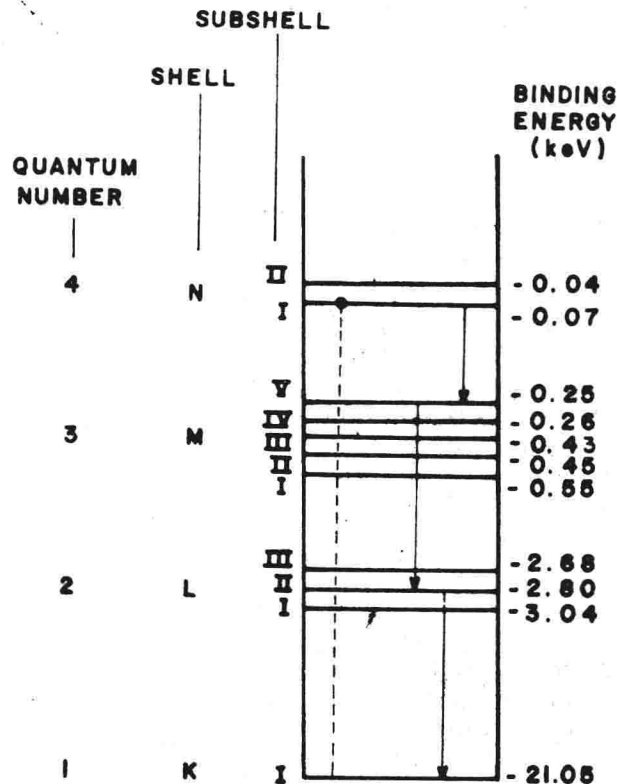 SUBSHELL
SHELL
BINDING
ENERGY
(keV)
QUANTUM
NUMBER
4 N II -0.04
I -0.07
V -0.25
IV -0.26
3 M III -0.43
II -0.45
I -0.55
III -2.68
2 L II -2.80
I -3.04
1 K I -21.05